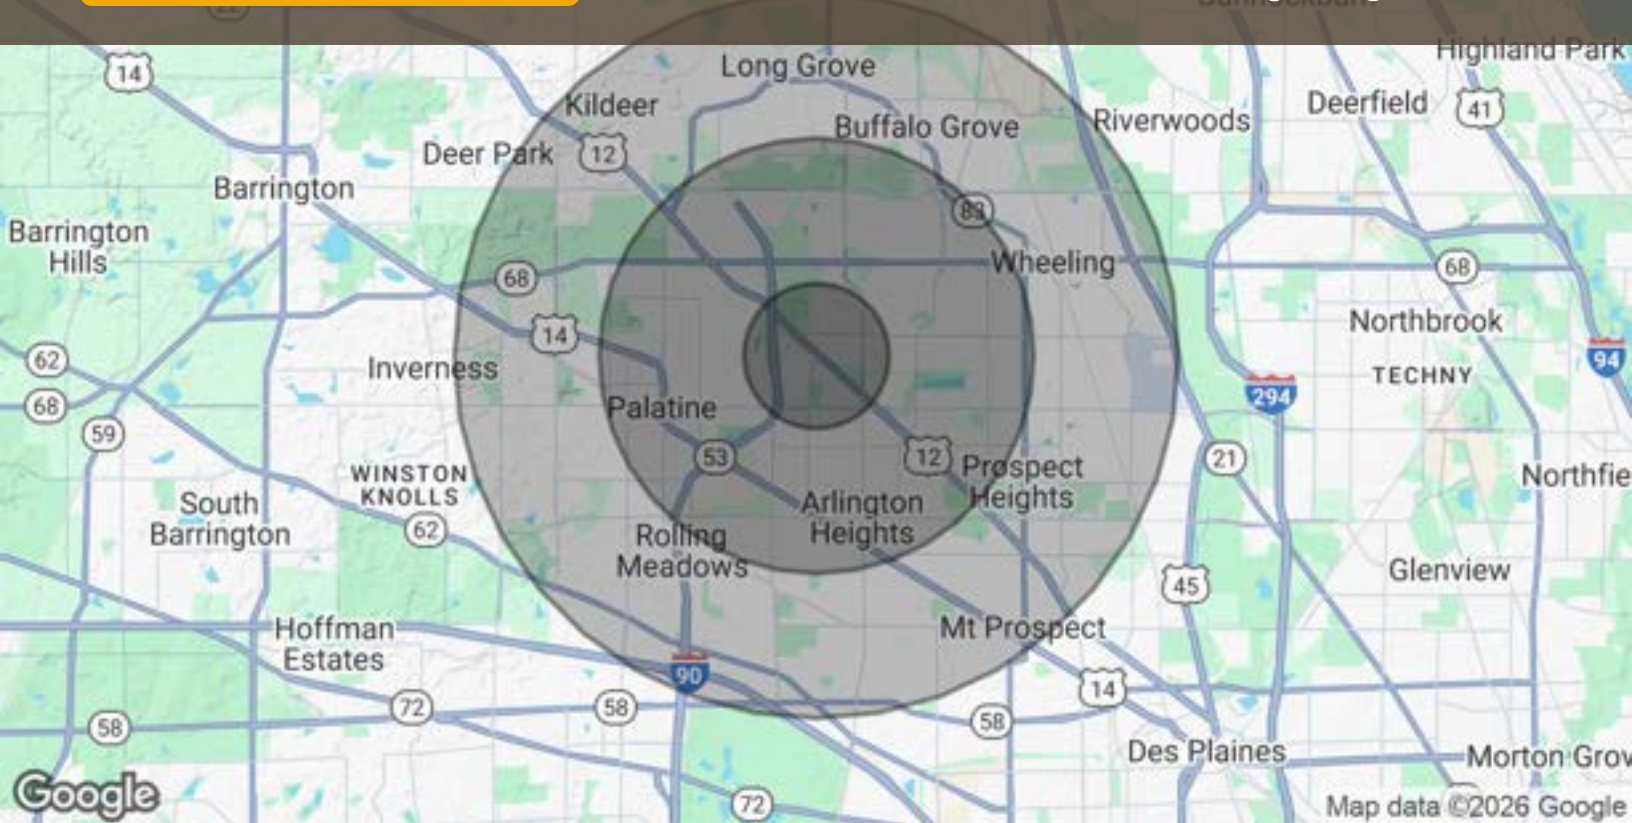 22
14
Long Grove
Highland Park
Kildeer
Deerfield
41
Buffalo Grove
Riverwoods
Deer Park
12
Barrington
83
Barrington
Hills
Wheeling
68
68
Northbrook
14
62
Inverness
94
TECHNY
294
68
Palatine
59
53
12
21
WINSTON
KNOLLS
Prospect
Heights
Northfie
South
Barrington
Arlington
Heights
62
Rolling
Meadows
45
Glenview
Hoffman
Estates
Mt Prospect
90
14
72
58
58
58
Des Plaines
Morton Grov
Google
72
Map data ©2026 Google